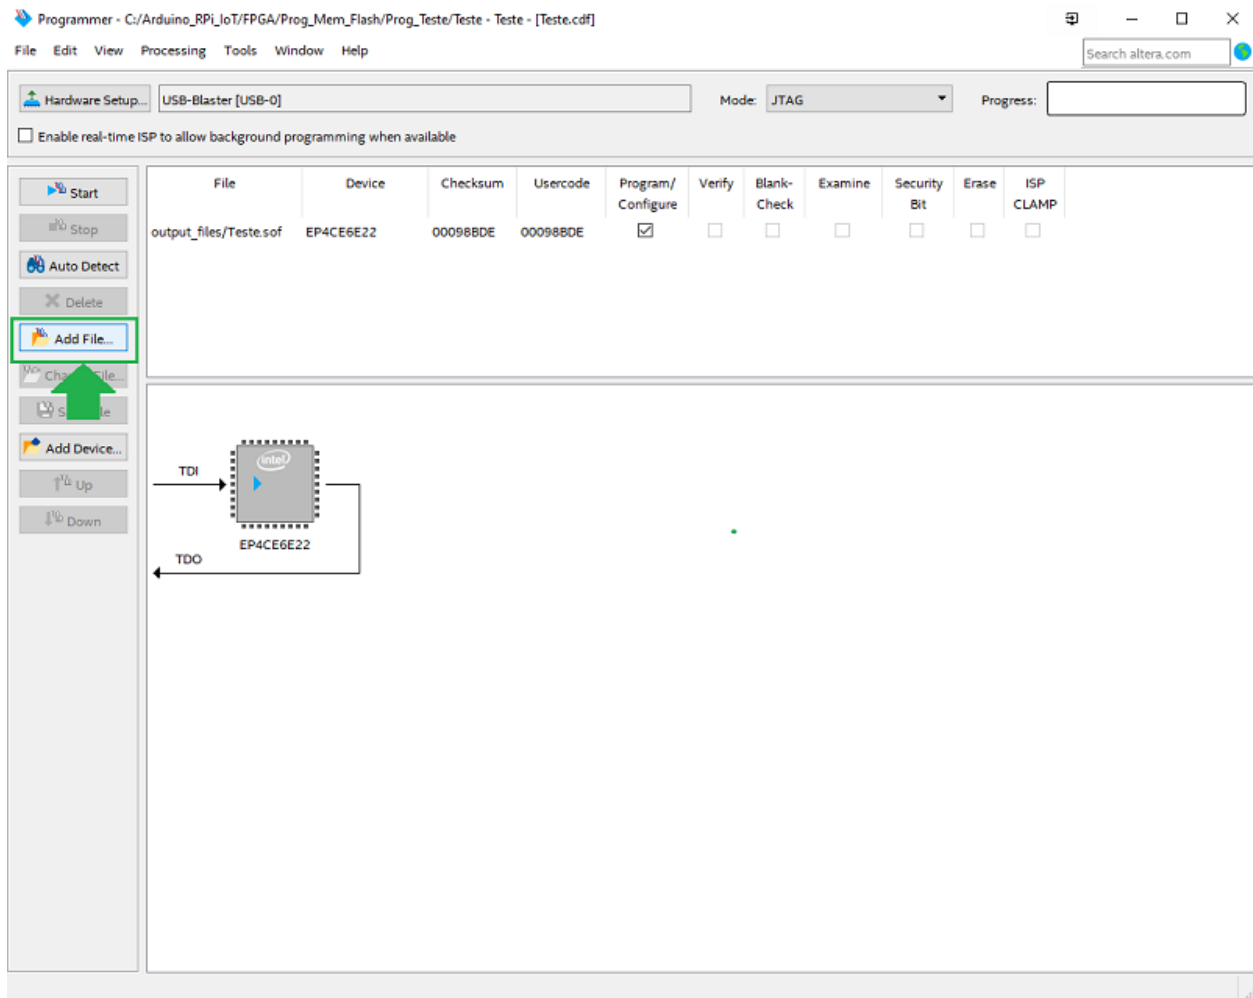 Programmer - C:/Arduino_RPi_IoT/FPGA/Prog_Mem_Flash/Prog_Teste/Teste - Teste - [Teste.cdf]
File Edit View Processing Tools Window Help
Search altera.com
Hardware Setup... USB-Blaster [USB-0] Mode: JTAG Progress:
Enable real-time ISP to allow background programming when available
File Device Checksum Usercode Program/ Configure Verify Blank- Check Examine Security Bit Erase ISP CLAMP
output_files/Teste.sof EP4CE6E22 00098BDE 00098BDE
Start
Stop
Auto Detect
Delete
Add File...
File...
Add Device...
Up
Down
TDI
intel
EP4CE6E22
TDO